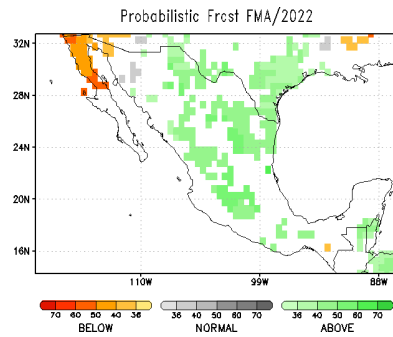 Probabilistic Frost FMA/2022
32N
28N
24N
20N
16N
110W 99W 88W
70 60 50 40 36 36 40 50 60 70 36 40 50 60 70
BELOW NORMAL ABOVE